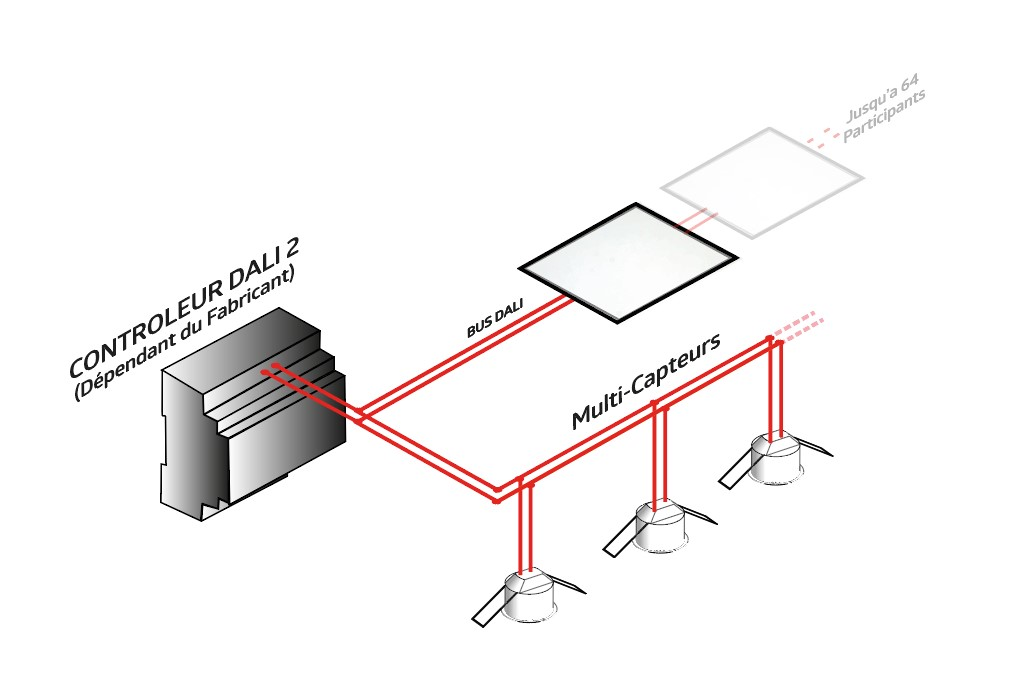 Jusqu'a 64
Participants
CONTROLEUR DALI 2
(Dépendant du Fabricant)
BUS DALI
Multi-Capteurs